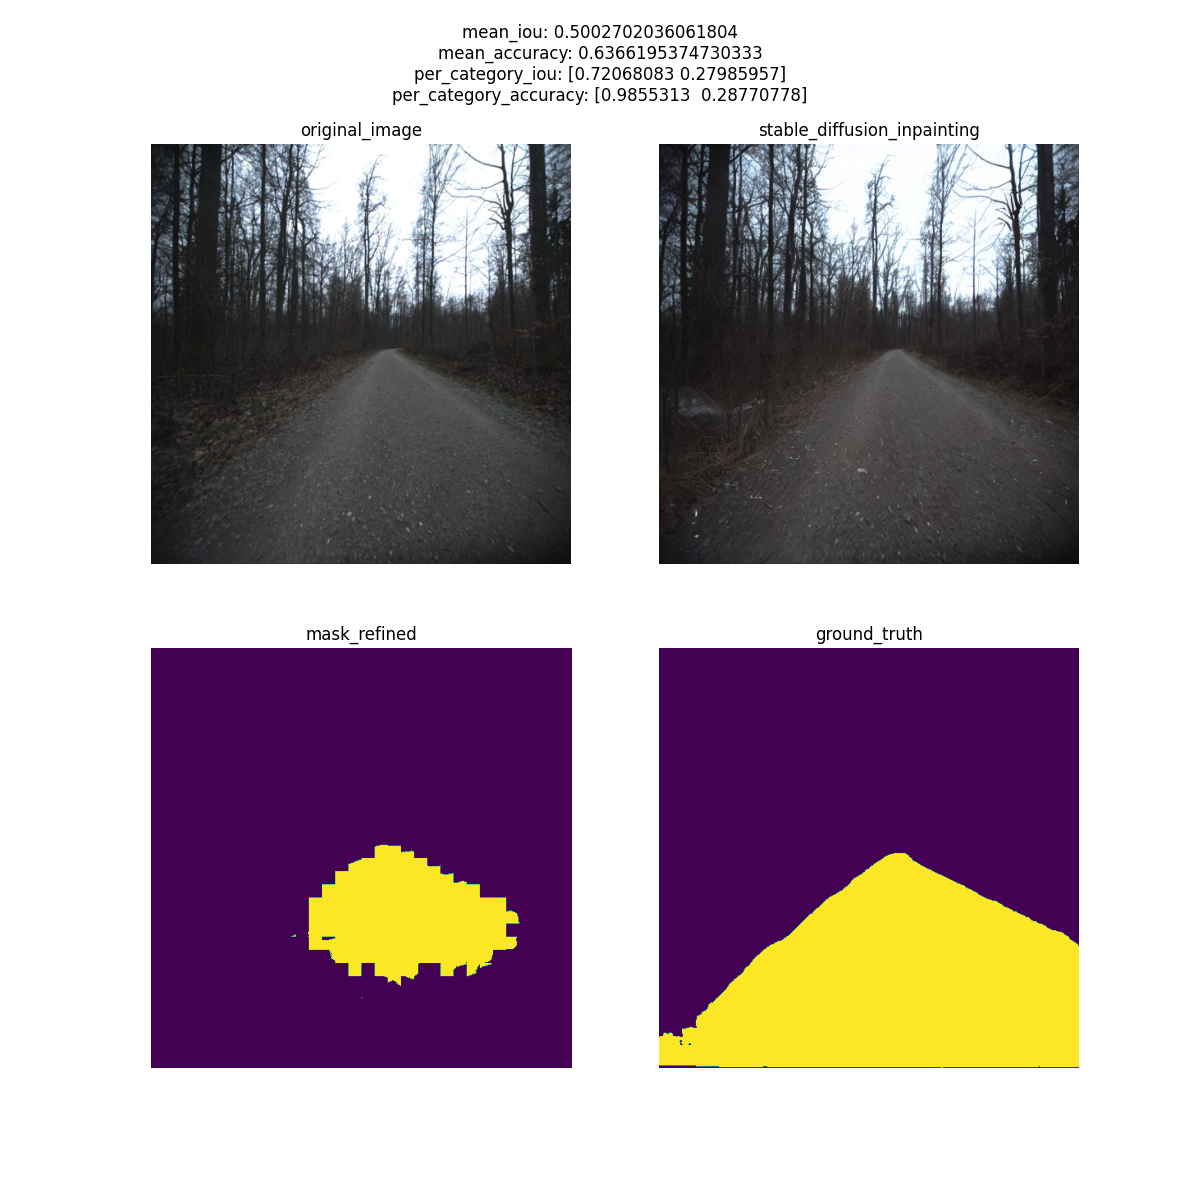 mean_iou: 0.5002702036061804
mean_accuracy: 0.6366195374730333
per_category_iou: [0.72068083 0.27985957]
per_category_accuracy: [0.9855313  0.28770778]
original_image
stable_diffusion_inpainting
mask_refined
ground_truth